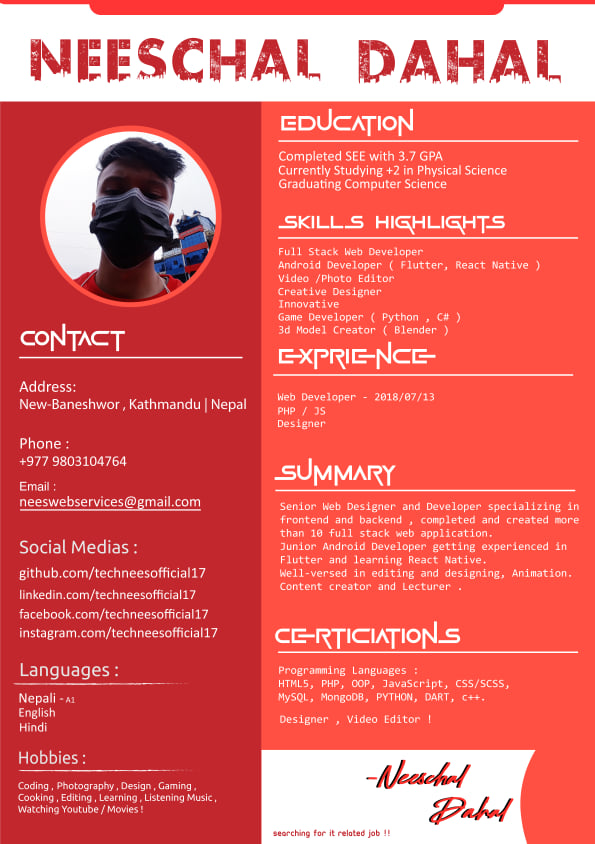 NEESCHAL DAHAL
CONTACT
Address:
New-Baneshwor , Kathmandu | Nepal
Phone :
+977 9803104764
Email :
neeswebservices@gmail.com
Social Medias :
github.com/techneesofficial17
linkedin.com/techneesofficial17
facebook.com/techneesofficial17
instagram.com/techneesofficial17
Languages :
Nepali - A1
English
Hindi
Hobbies :
Coding , Photography , Design , Gaming ,
Cooking , Editing , Learning , Listening Music ,
Watching Youtube / Movies !
EDUCATION
Completed SEE with 3.7 GPA
Currently Studying +2 in Physical Science
Graduating Computer Science
SKILLS HIGHLIGHTS
Full Stack Web Developer
Android Developer ( Flutter, React Native )
Video /Photo Editor
Creative Designer
Innovative
Game Developer ( Python , C# )
3d Model Creator ( Blender )
EXPRIENCE
Web Developer - 2018/07/13
PHP / JS
Designer
SUMMARY
Senior Web Designer and Developer specializing in
frontend and backend , completed and created more
than 10 full stack web application.
Junior Android Developer getting experienced in
Flutter and learning React Native.
Well-versed in editing and designing, Animation.
Content creator and Lecturer .
CERTICIATIONS
Programming Languages :
HTML5, PHP, OOP, JavaScript, CSS/SCSS,
MySQL, MongoDB, PYTHON, DART, c++.
Designer , Video Editor !
-Neeschal
Dahal
searching for it related job !!